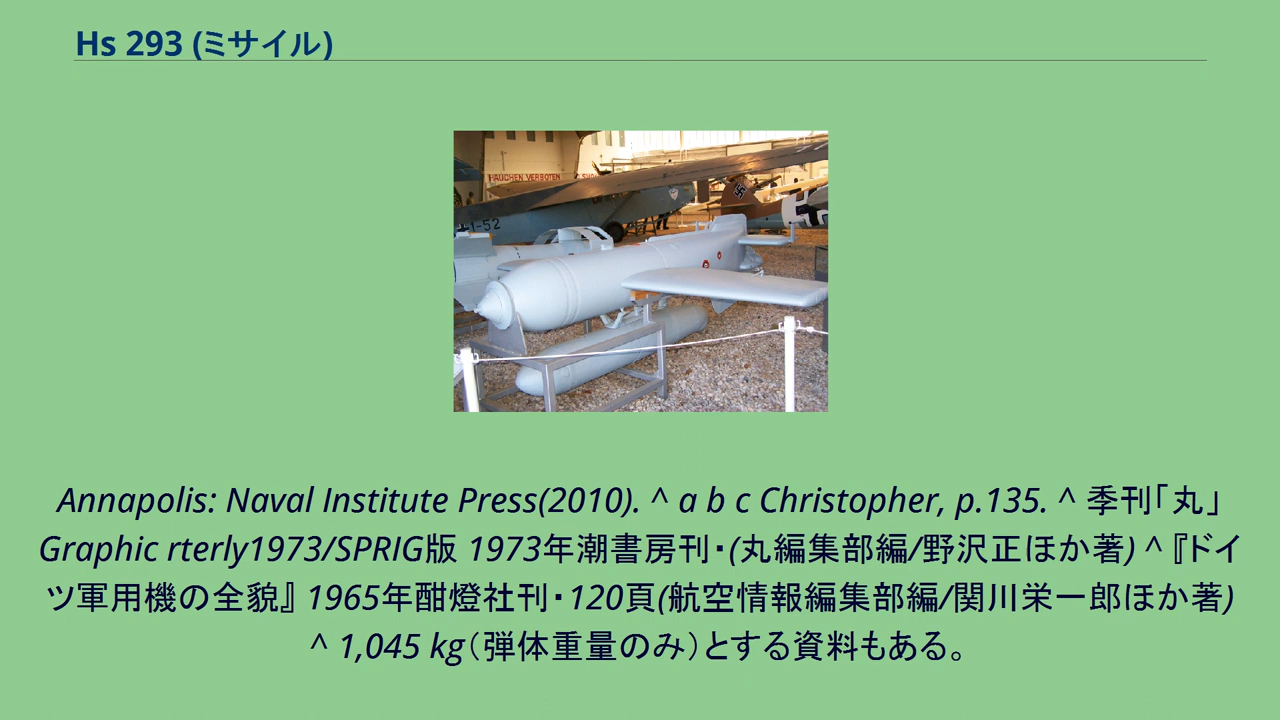 Hs 293 (ミサイル)
HAUCHEN VERBOTEN
1-52
Annapolis: Naval Institute Press(2010). ^ a b c Christopher, p.135. ^ 季刊「丸」
Graphic rterly1973/SPRIG版 1973年潮書房刊・(丸編集部編/野沢正ほか著) ^『ドイ
ツ軍用機の全貌』 1965年酣燈社刊・120頁(航空情報編集部編/関川栄一郎ほか著)
^ 1,045 kg（弾体重量のみ）とする資料もある。